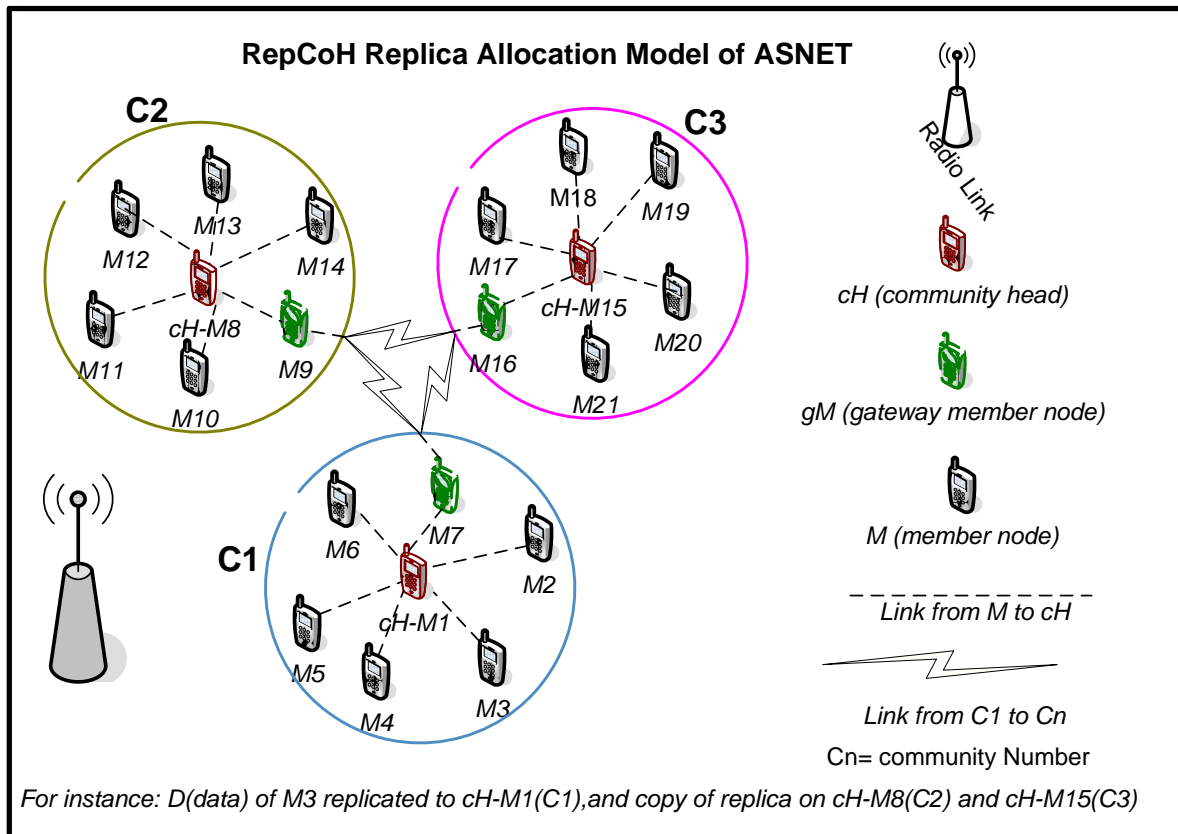 RepCoH Replica Allocation Model of ASNET
C2
C3
Radio Link
M13
M12
M14
cH-M8
M11
M9
M10
M18
M19
M17
cH-M15
M16
M20
M21
cH (community head)
gM (gateway member node)
M (member node)
Link from M to cH
Link from C1 to Cn
Cn= community Number
C1
M7
M6
M2
cH-M1
M5
M3
M4
For instance: D(data) of M3 replicated to cH-M1(C1),and copy of replica on cH-M8(C2) and cH-M15(C3)